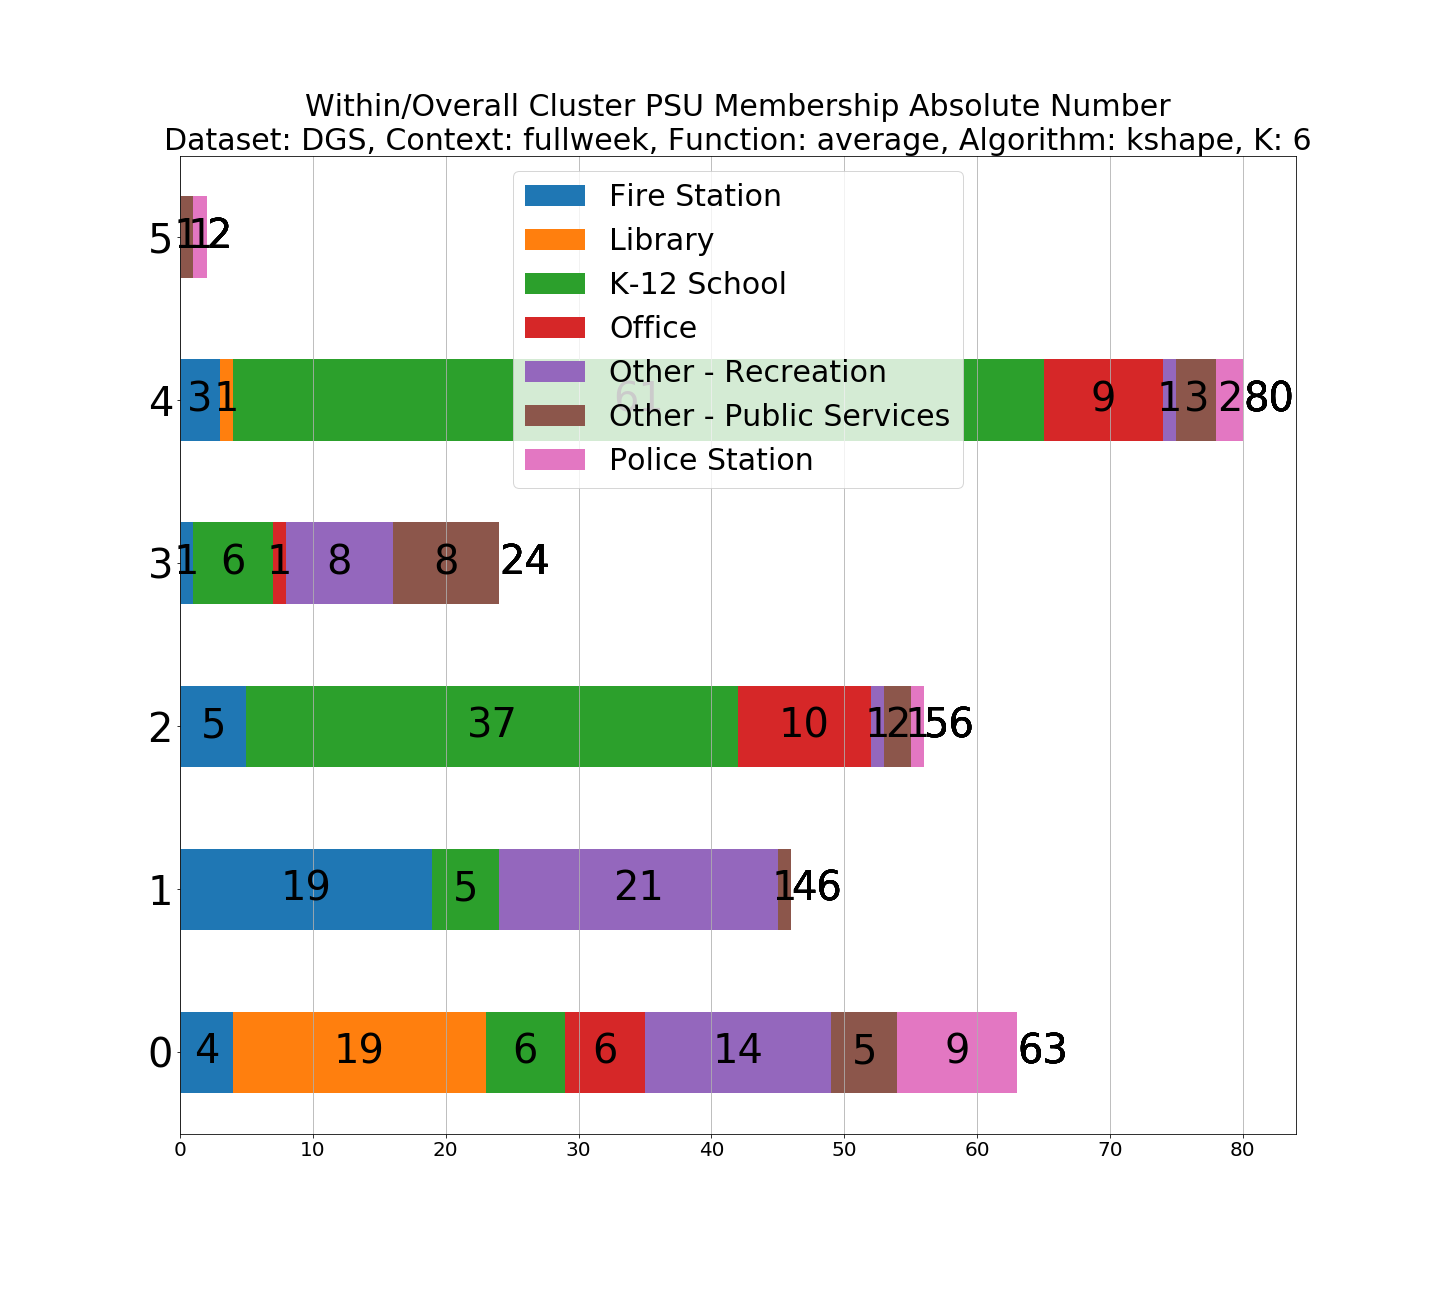 Within/Overall Cluster PSU Membership Absolute Number
Dataset: DGS, Context: fullweek, Function: average, Algorithm: kshape, K: 6
Fire Station
Library
K-12 School
Office
Other - Recreation
Other - Public Services
Police Station
5 1 1 2
4 3 1 61 9 1 3 2 80
3 1 6 1 8 8 24
2 5 37 10 1 2 1 56
1 19 5 21 1 46
0 4 19 6 6 14 5 9 63
0 10 20 30 40 50 60 70 80